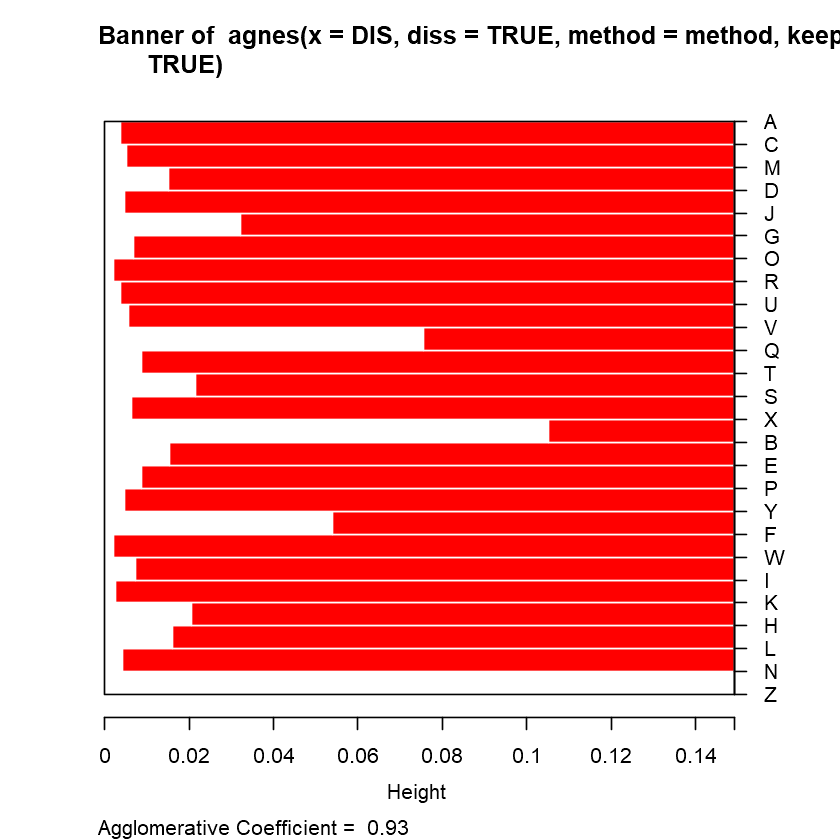 Banner of  agnes(x = DIS, diss = TRUE, method = method, keep
TRUE)
A
C
M
D
J
G
O
R
U
V
Q
T
S
X
B
E
P
Y
F
W
I
K
H
L
N
Z
0 0.02 0.04 0.06 0.08 0.1 0.12 0.14
Height
Agglomerative Coefficient =  0.93